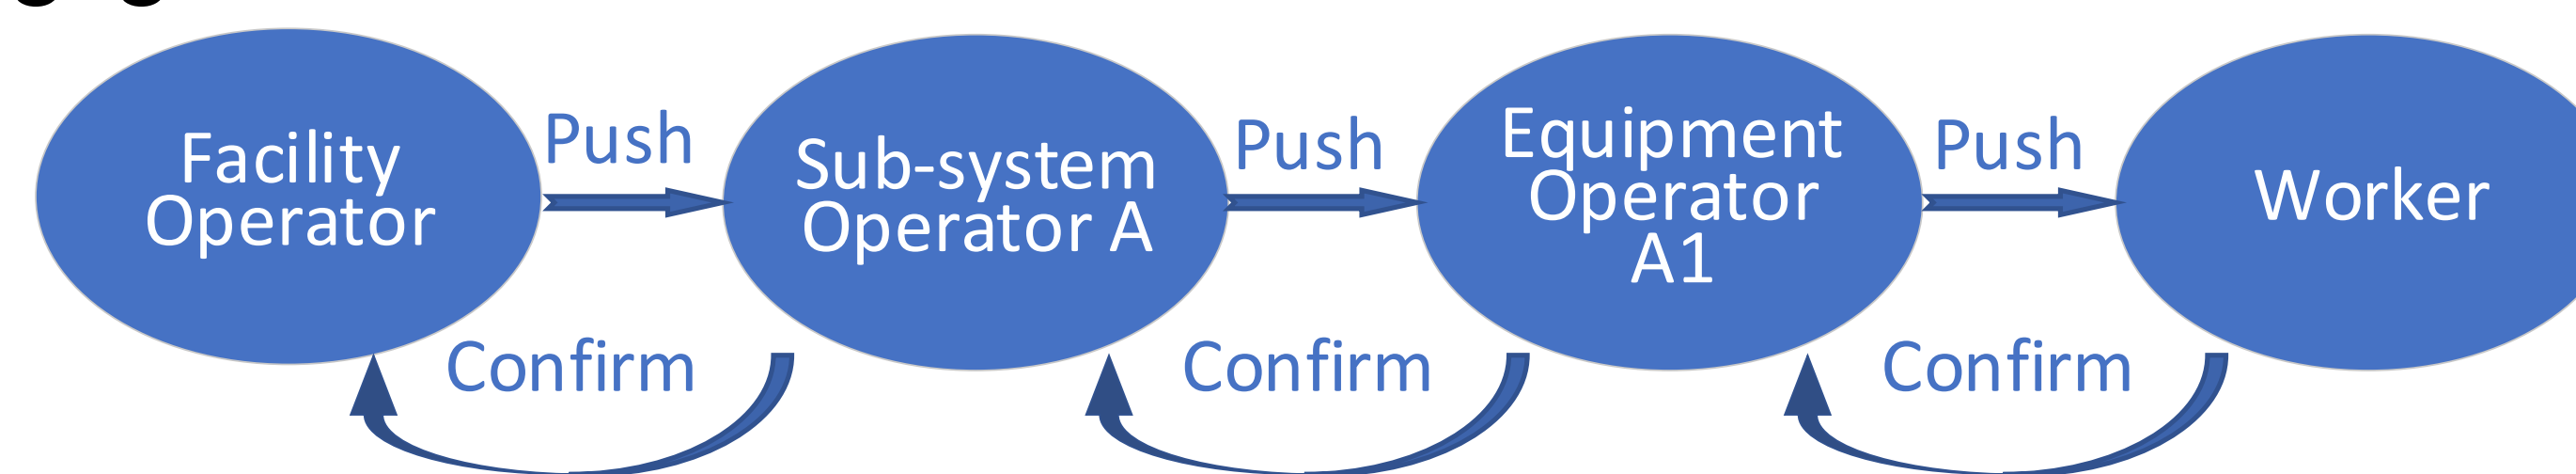 Facility
Operator
Push
Sub-system
Operator A
Push
Equipment
Operator
A1
Push
Worker
Confirm
Confirm
Confirm